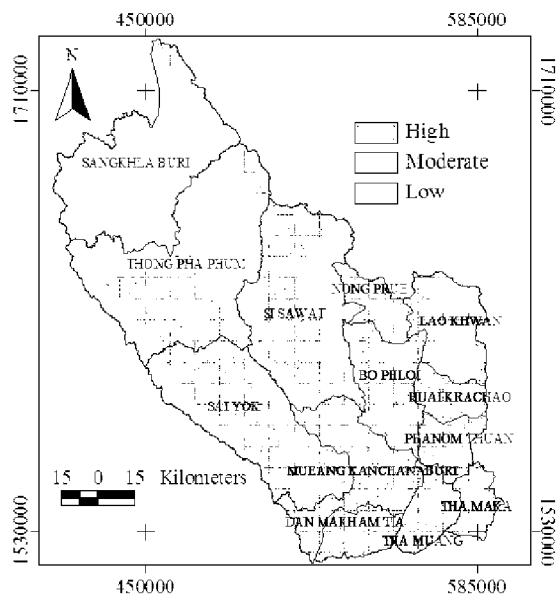 450000 585000
N
1710000 1710000
High
Moderate
Low
SANGKHLA BURI
THONG PHA PHUM
NONG PRUE
SI SAWAT
LAO KHWAN
BO PHLOI
HUAI KRACHAO
SAI YOK
PHANOM THUAN
MUEANG KANCHANABURI
15 0 15 Kilometers
THA MAKA
DAN MAKHAM TIA
THA MUANG
1530000 1530000
450000 585000